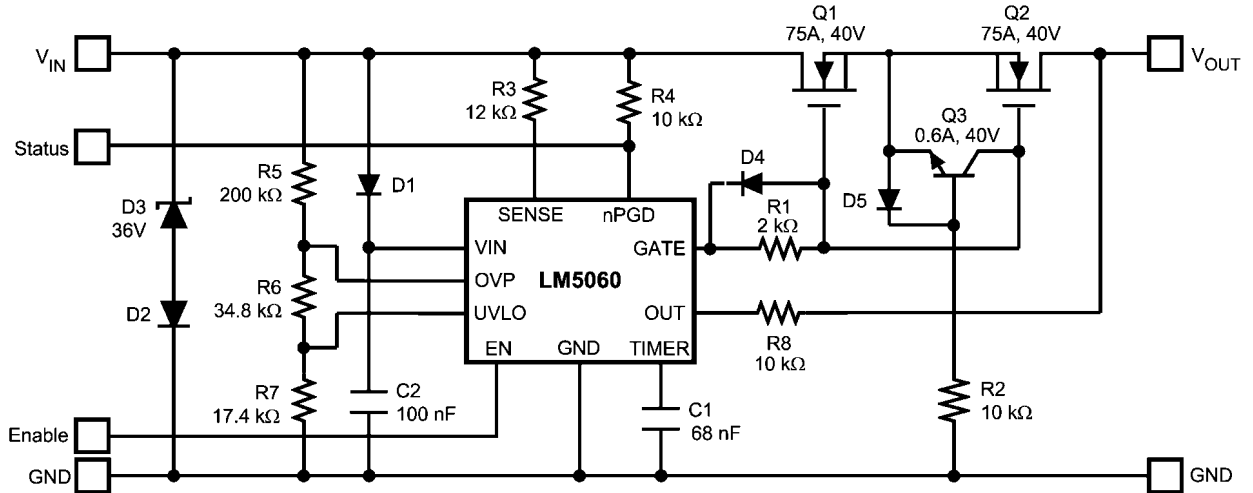 Q1
75A, 40V
Q2
75A, 40V
VIN
VOUT
R3
12 kΩ
R4
10 kΩ
Q3
0.6A, 40V
Status
R5
200 kΩ
D1
D4
D5
D3
36V
SENSE
nPGD
R1
2 kΩ
VIN
GATE
OVP
LM5060
R6
34.8 kΩ
D2
UVLO
OUT
R8
10 kΩ
EN
GND
TIMER
R7
17.4 kΩ
C2
100 nF
C1
68 nF
R2
10 kΩ
Enable
GND
GND